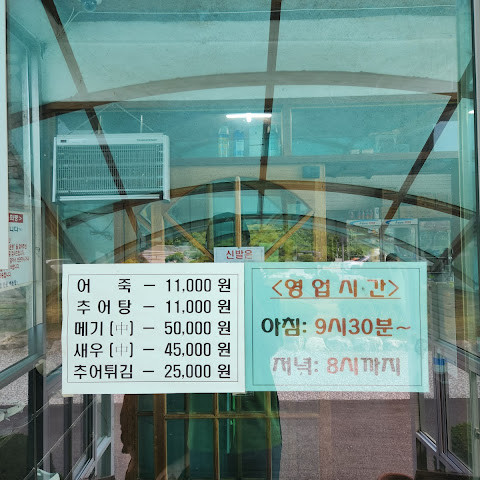 신발은
어 죽 - 11,000 원
추어탕 - 11,000 원
메기 (中) - 50,000 원
새우 (中) - 45,000 원
추어튀김 - 25,000 원
<영업시간>
아침: 9시30분~
저녁: 8시까지